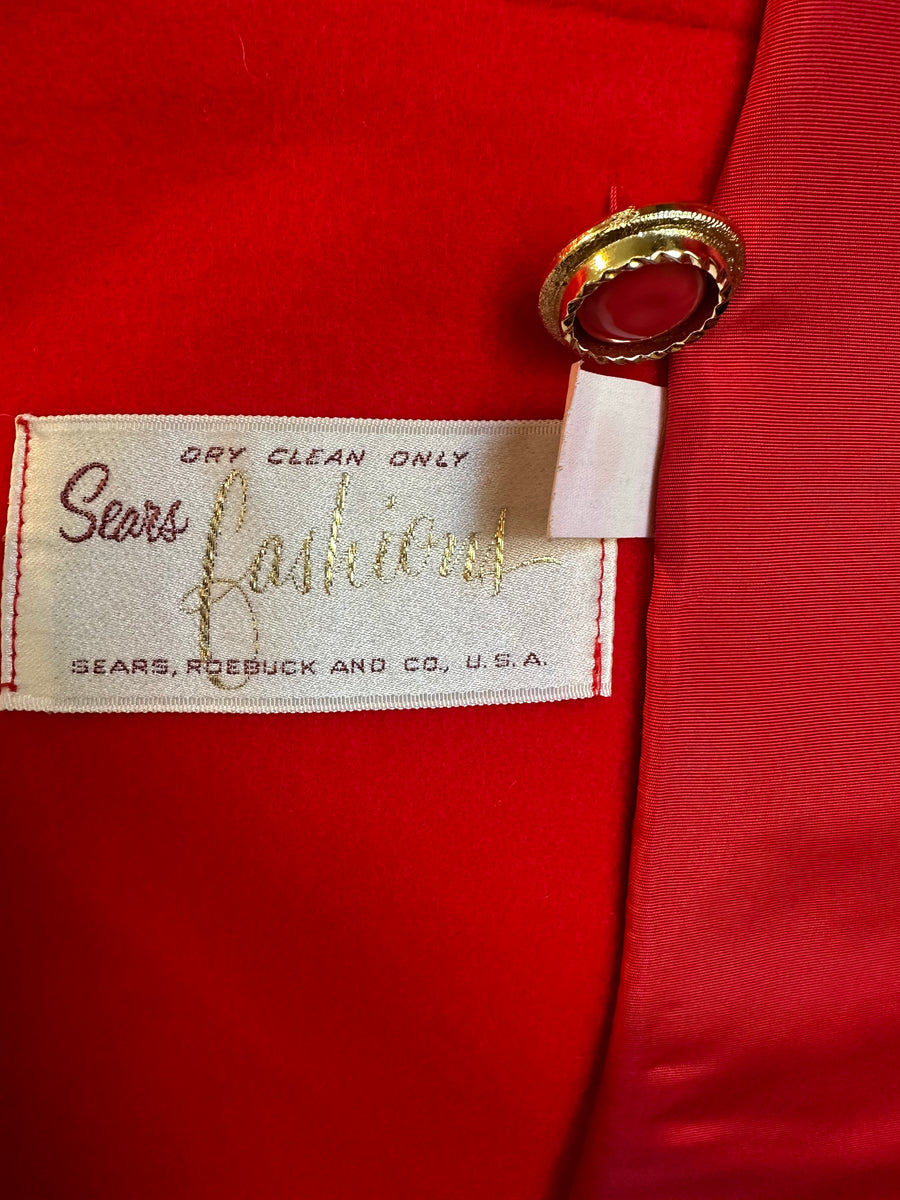 DRY CLEAN ONLY
Sears fashions
SEARS, ROEBUCK AND CO., U.S.A.